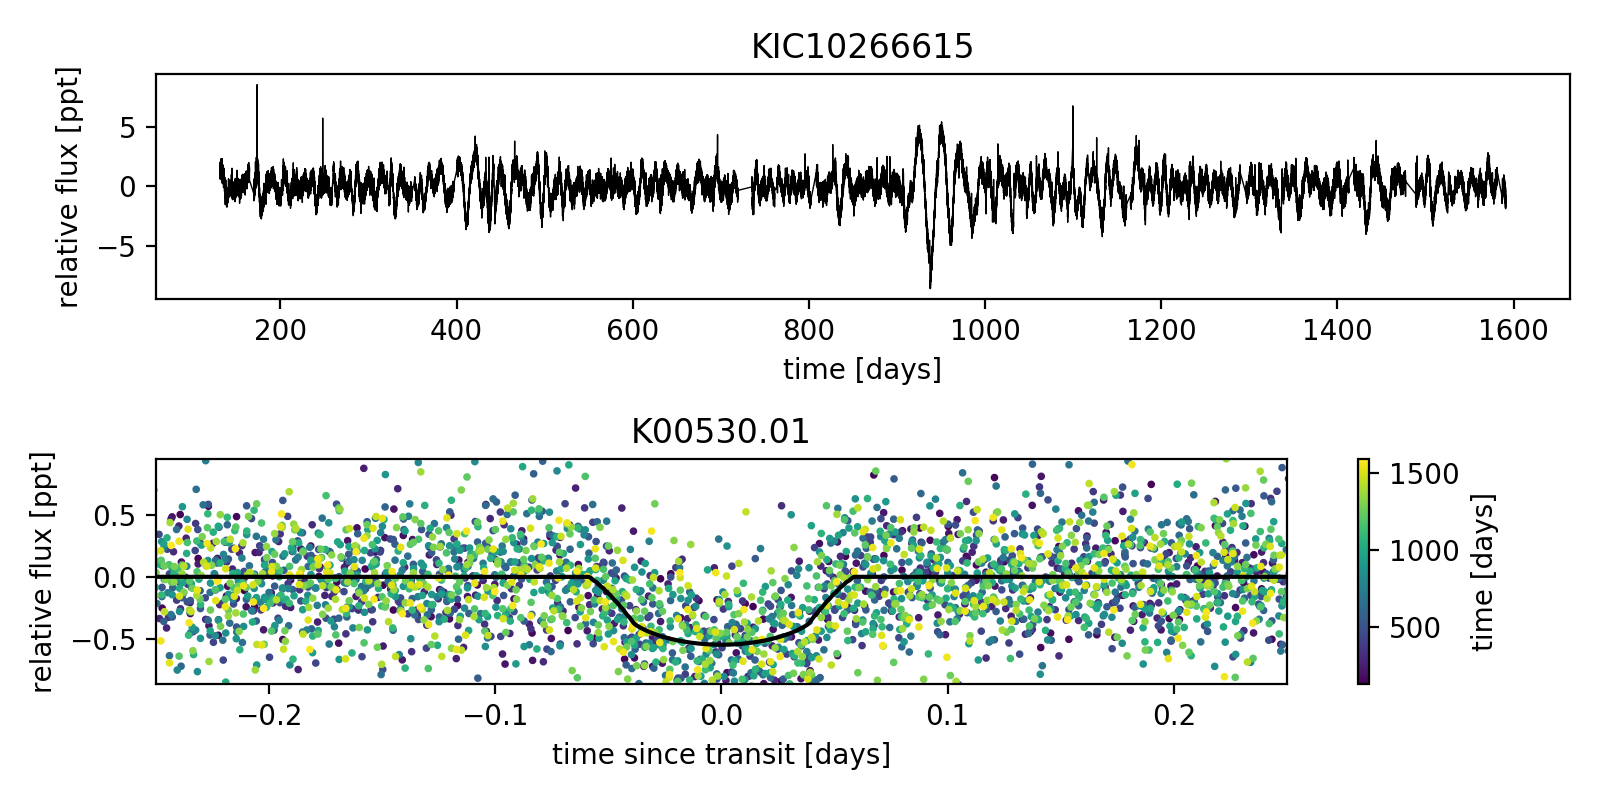 KIC10266615
relative flux [ppt]
5
0
−5
200 400 600 800 1000 1200 1400 1600
time [days]
K00530.01
relative flux [ppt]
0.5
0.0
−0.5
−0.2 −0.1 0.0 0.1 0.2
time since transit [days]
1500
1000
500
time [days]